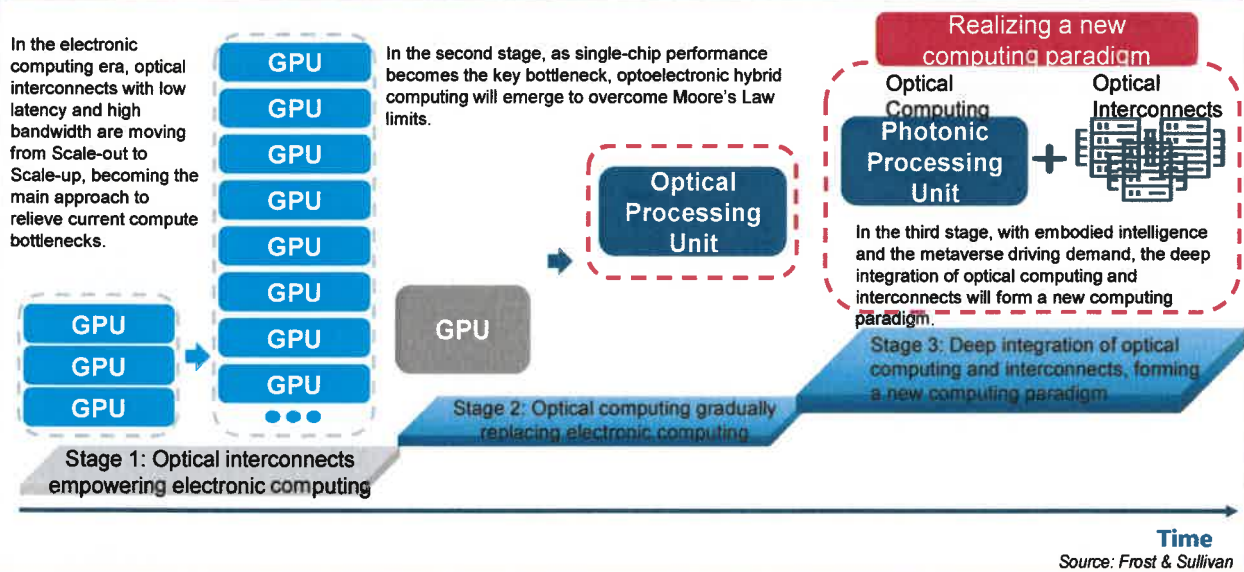 In the electronic
computing era, optical
interconnects with low
latency and high
bandwidth are moving
from Scale-out to
Scale-up, becoming the
main approach to
relieve current compute
bottlenecks.
GPU
GPU
GPU
GPU
GPU
GPU
GPU
GPU
GPU
GPU
GPU
Stage 1: Optical interconnects
empowering electronic computing
In the second stage, as single-chip performance
becomes the key bottleneck, optoelectronic hybrid
computing will emerge to overcome Moore's Law
limits.
GPU
Optical
Processing
Unit
Stage 2: Optical computing gradually
replacing electronic computing
Realizing a new
computing paradigm
Optical
Computing
Optical
Interconnects
Photonic
Processing
Unit
+
In the third stage, with embodied intelligence
and the metaverse driving demand, the deep
integration of optical computing and
interconnects will form a new computing
paradigm.
Stage 3: Deep integration of optical
computing and interconnects, forming
a new computing paradigm
Time
Source: Frost & Sullivan